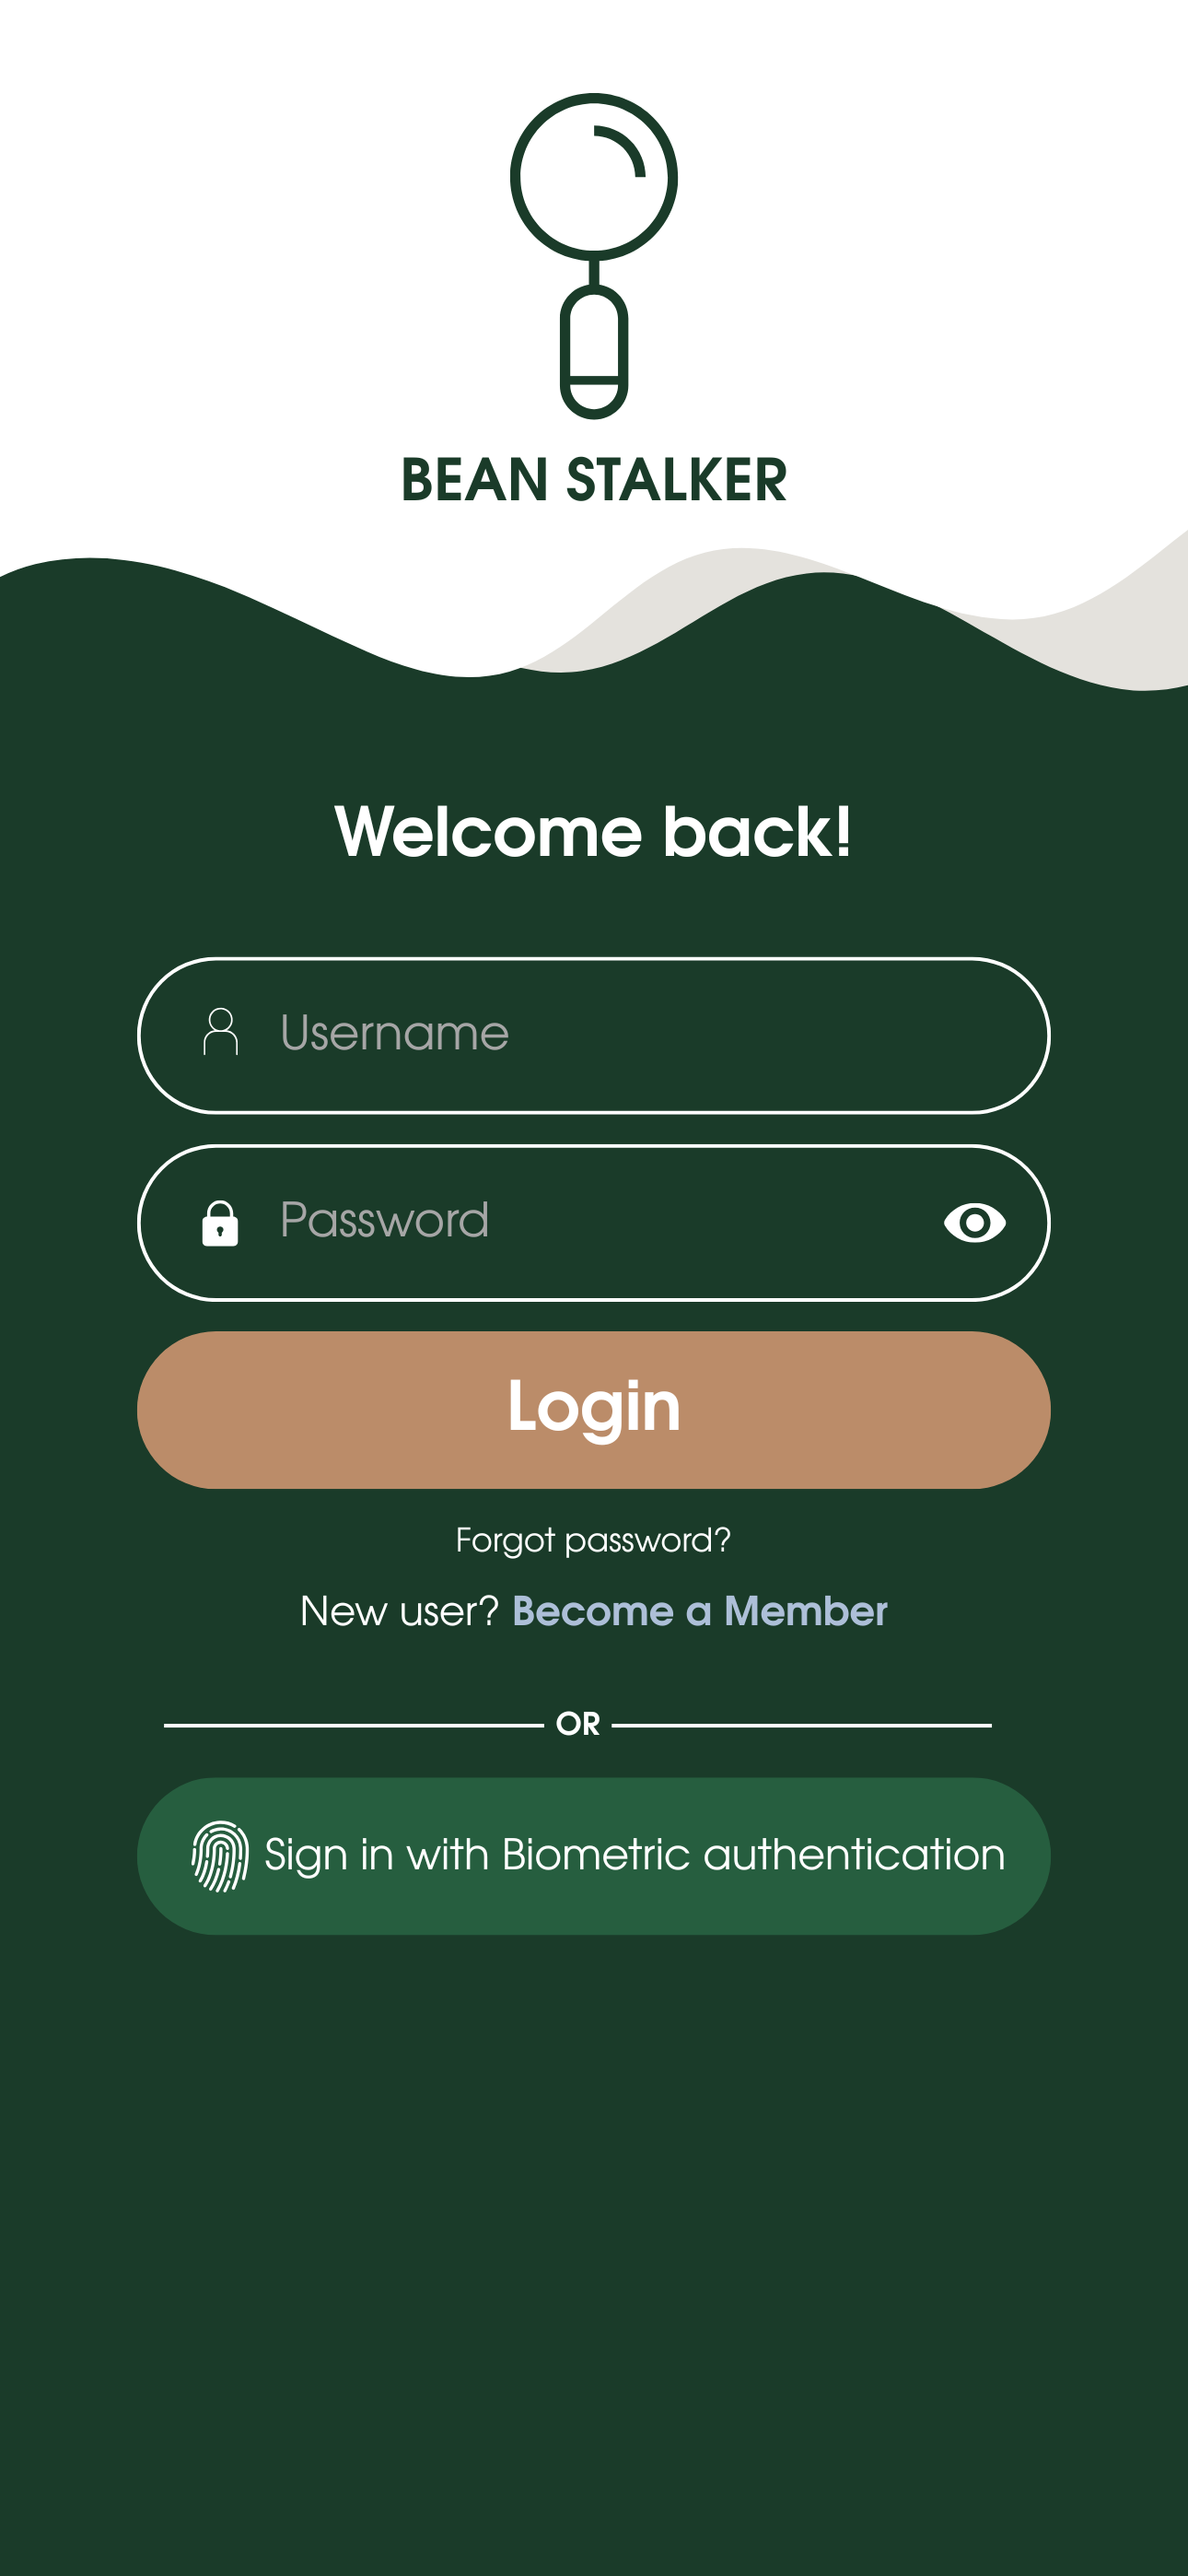 BEAN STALKER
Welcome back!
Username
Password
Login
Forgot password?
New user? Become a Member
OR
Sign in with Biometric authentication